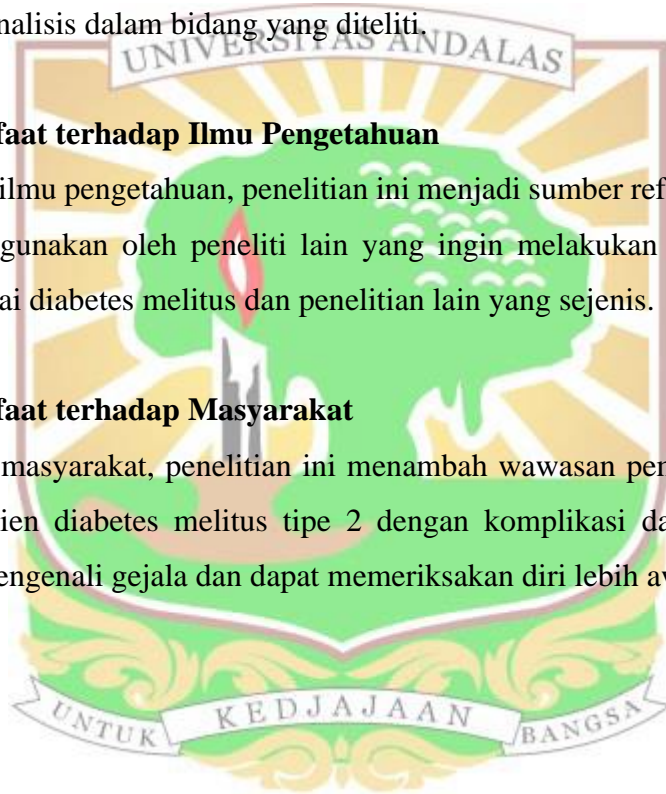 nalisis dalam bidang yang diteliti.
UNIVERSITAS ANDALAS
faat terhadap Ilmu Pengetahuan
ilmu pengetahuan, penelitian ini menjadi sumber ref
gunakan oleh peneliti lain yang ingin melakukan
ai diabetes melitus dan penelitian lain yang sejenis.
faat terhadap Masyarakat
masyarakat, penelitian ini menambah wawasan pen
ien diabetes melitus tipe 2 dengan komplikasi da
engenali gejala dan dapat memeriksakan diri lebih aw
UNTUK KEDJAJAAN BANGSA